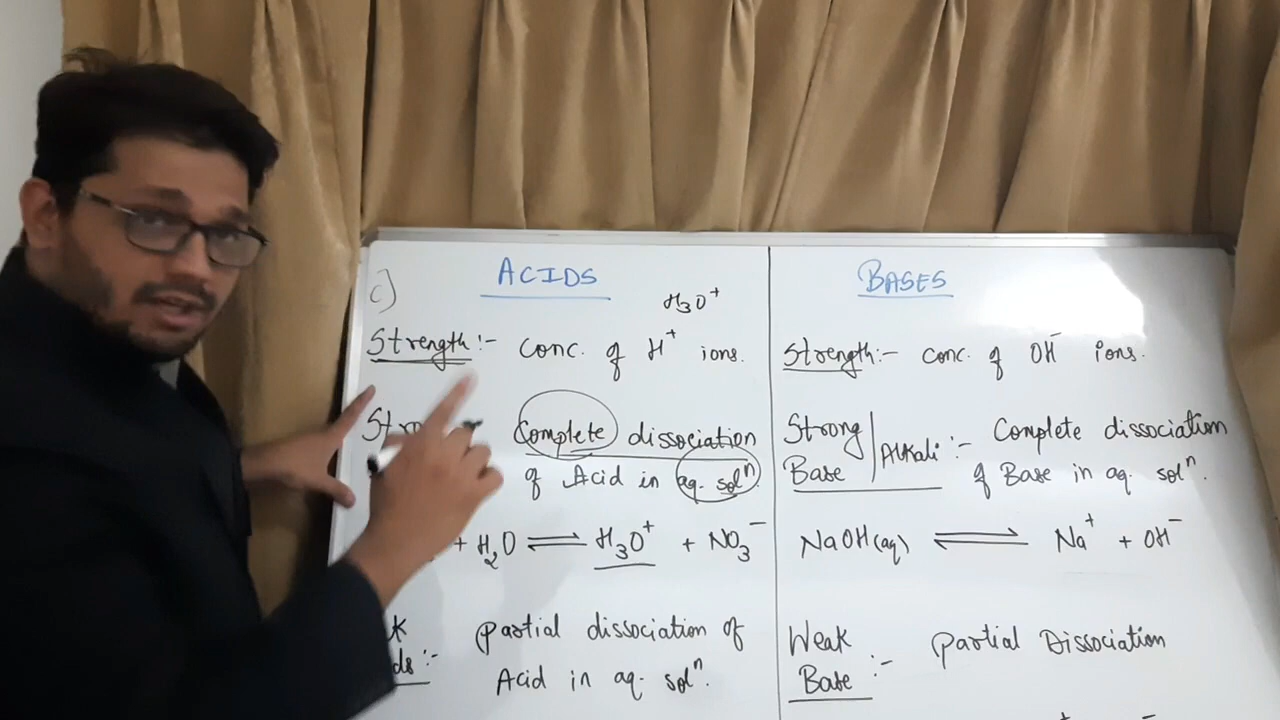 C)
ACIDS
H₃O⁺
Strength:- Conc. of H⁺ ions.
Complete dissociation
of Acid in aq. solⁿ.
+ H₂O ⇌ H₃O⁺ + NO₃⁻
Partial dissociation of
Acid in aq. solⁿ.
BASES
Strength:- Conc. of OH⁻ ions.
Strong Base | Alkali :- Complete dissociation
of Base in aq. solⁿ.
NaOH(aq) ⇌ Na⁺ + OH⁻
Weak
Base :- Partial Dissociation